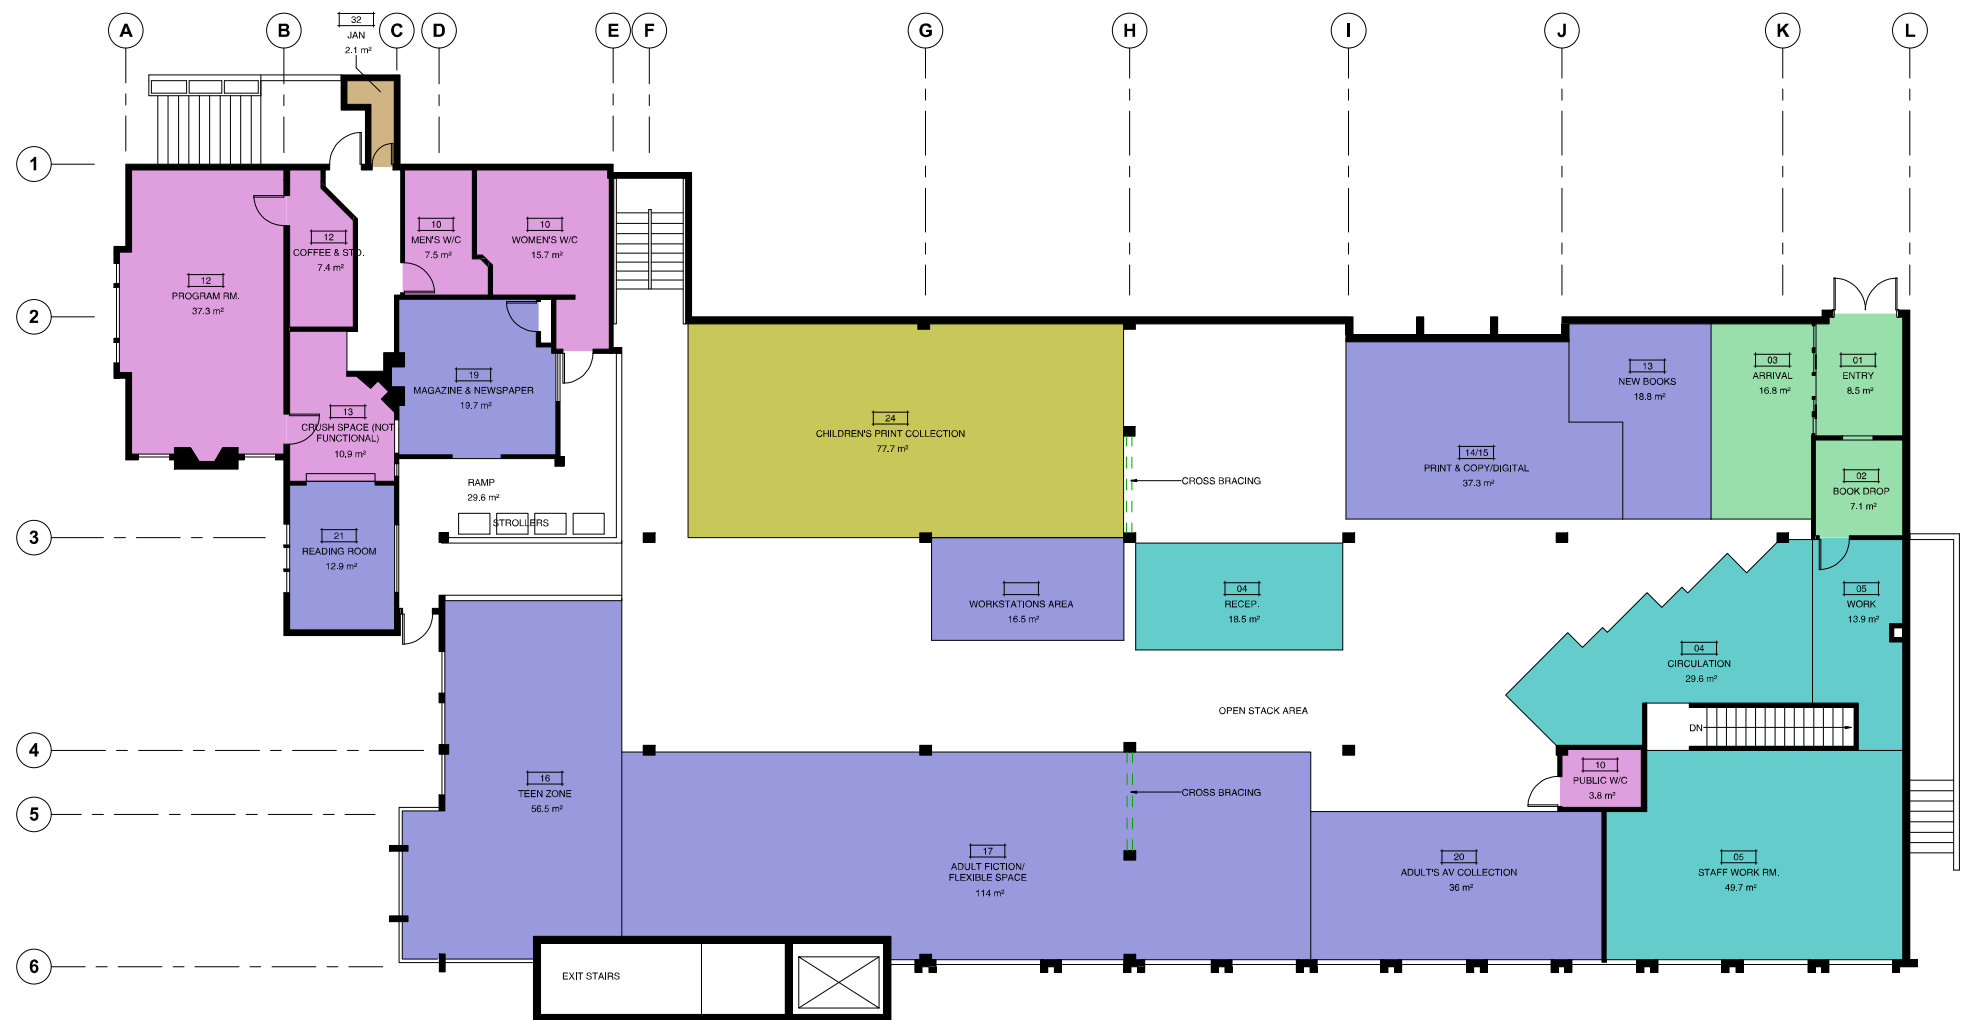 A
B
32
JAN
2.1 m²
C
D
E
F
G
H
I
J
K
L
1
2
3
4
5
6
12
PROGRAM RM.
37.3 m²
12
COFFEE & STO.
7.4 m²
10
MEN'S W/C
7.5 m²
10
WOMEN'S W/C
15.7 m²
19
MAGAZINE & NEWSPAPER
19.7 m²
13
CRUSH SPACE (NOT
FUNCTIONAL)
10.9 m²
RAMP
29.6 m²
STROLLERS
21
READING ROOM
12.9 m²
24
CHILDREN'S PRINT COLLECTION
77.7 m²
CROSS BRACING
14/15
PRINT & COPY/DIGITAL
37.3 m²
13
NEW BOOKS
18.8 m²
03
ARRIVAL
16.8 m²
01
ENTRY
8.5 m²
02
BOOK DROP
7.1 m²
WORKSTATIONS AREA
16.5 m²
04
RECEP.
18.5 m²
05
WORK
13.9 m²
04
CIRCULATION
29.6 m²
OPEN STACK AREA
DN
16
TEEN ZONE
56.5 m²
CROSS BRACING
10
PUBLIC W/C
3.8 m²
17
ADULT FICTION/
FLEXIBLE SPACE
114 m²
20
ADULT'S AV COLLECTION
36 m²
05
STAFF WORK RM.
49.7 m²
EXIT STAIRS